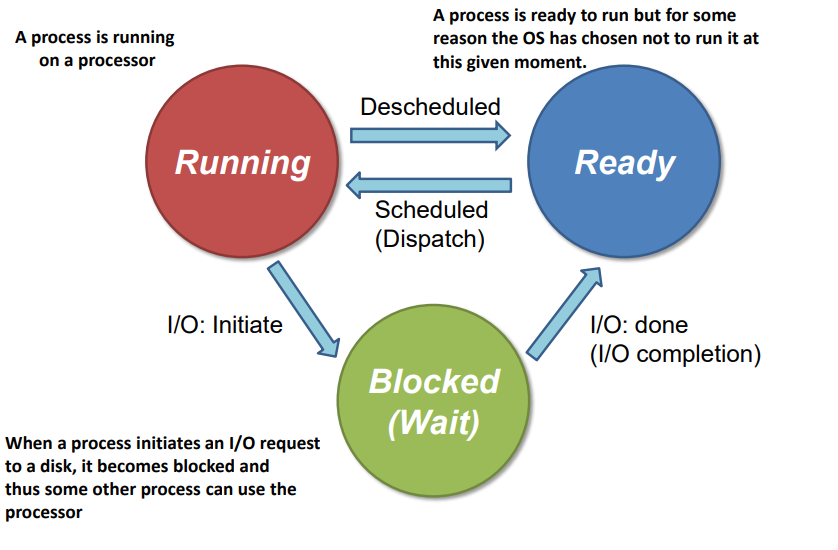 A process is running
on a processor
A process is ready to run but for some
reason the OS has chosen not to run it at
this given moment.
Descheduled
Running
Ready
Scheduled
(Dispatch)
I/O: Initiate
I/O: done
(I/O completion)
Blocked
(Wait)
When a process initiates an I/O request
to a disk, it becomes blocked and
thus some other process can use the
processor